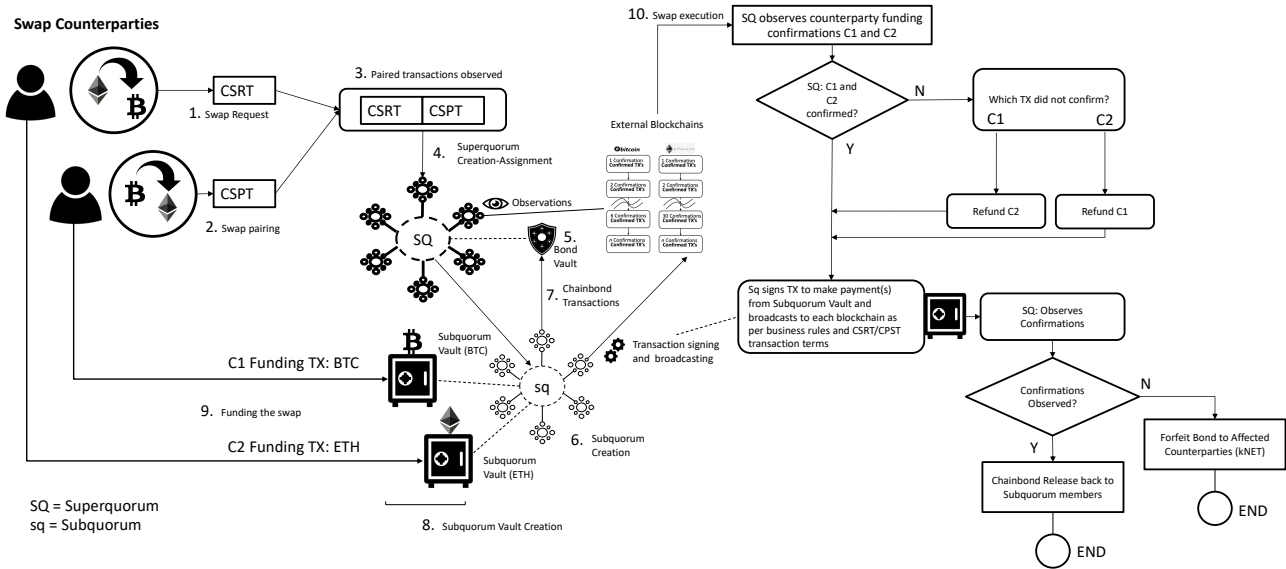 Swap Counterparties
CSRT
1. Swap Request
CSPT
2. Swap pairing
3. Paired transactions observed
CSRT CSPT
4. Superquorum
Creation-Assignment
SQ
Observations
5. Bond
Vault
7. Chainbond
Transactions
External Blockchains
bitcoin
ethereum
1 Confirmation
Confirmed TX's
1 Confirmation
Confirmed TX's
2 Confirmations
Confirmed TX's
2 Confirmations
Confirmed TX's
6 Confirmations
Confirmed TX's
30 Confirmations
Confirmed TX's
n Confirmations
Confirmed TX's
n Confirmations
Confirmed TX's
Subquorum
Vault (BTC)
C1 Funding TX: BTC
9. Funding the swap
C2 Funding TX: ETH
Subquorum
Vault (ETH)
sq
6. Subquorum
Creation
8. Subquorum Vault Creation
SQ = Superquorum
sq = Subquorum
Transaction signing
and broadcasting
10. Swap execution
SQ observes counterparty funding
confirmations C1 and C2
SQ: C1 and
C2
confirmed?
N
Y
Which TX did not confirm?
C1 C2
Refund C2
Refund C1
Sq signs TX to make payment(s)
from Subquorum Vault and
broadcasts to each blockchain as
per business rules and CSRT/CPST
transaction terms
SQ: Observes
Confirmations
Confirmations
Observed?
N
Y
Forfeit Bond to Affected
Counterparties (kNET)
END
Chainbond Release back to
Subquorum members
END